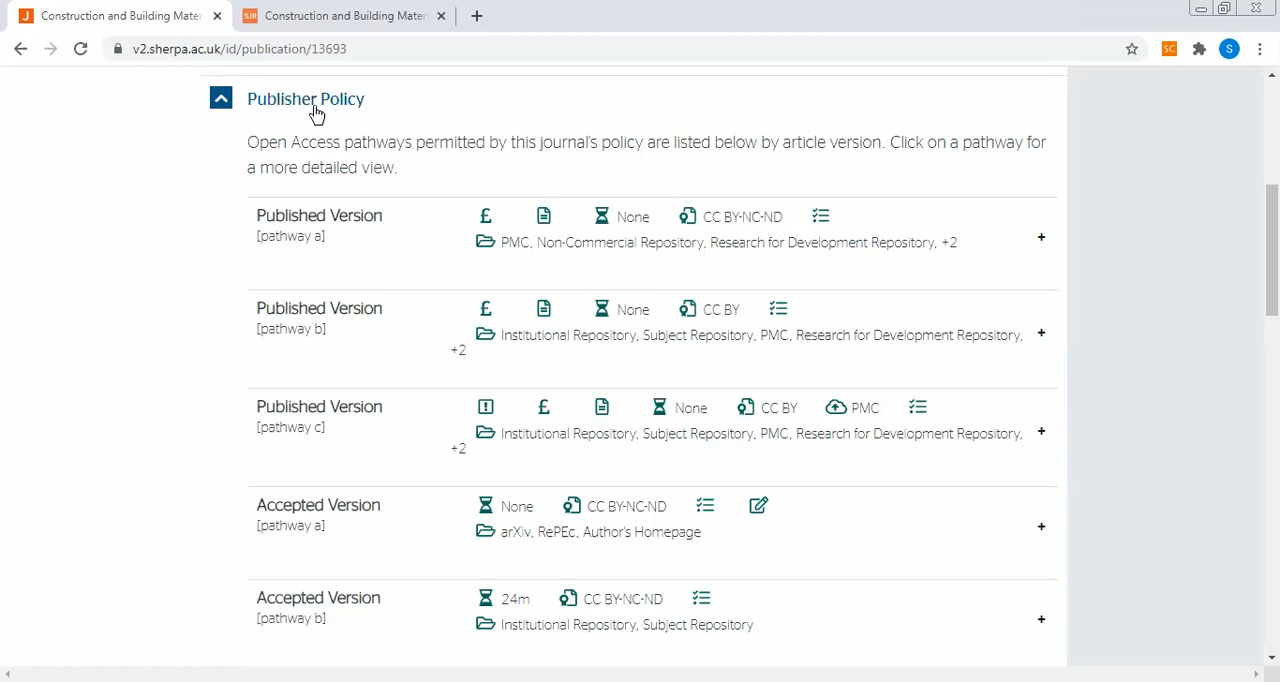 Construction and Building Mater
SJR Construction and Building Mater
v2.sherpa.ac.uk/id/publication/13693
SC
S
Publisher Policy
Open Access pathways permitted by this journal's policy are listed below by article version. Click on a pathway for
a more detailed view.
Published Version
[pathway a]
£ None CC BY-NC-ND
PMC, Non-Commercial Repository, Research for Development Repository, +2
+
Published Version
[pathway b]
£ None CC BY
Institutional Repository, Subject Repository, PMC, Research for Development Repository,
+2
+
Published Version
[pathway c]
£ None CC BY PMC
Institutional Repository, Subject Repository, PMC, Research for Development Repository,
+2
+
Accepted Version
[pathway a]
None CC BY-NC-ND
arXiv, RePEc, Author's Homepage
+
Accepted Version
[pathway b]
24m CC BY-NC-ND
Institutional Repository, Subject Repository
+